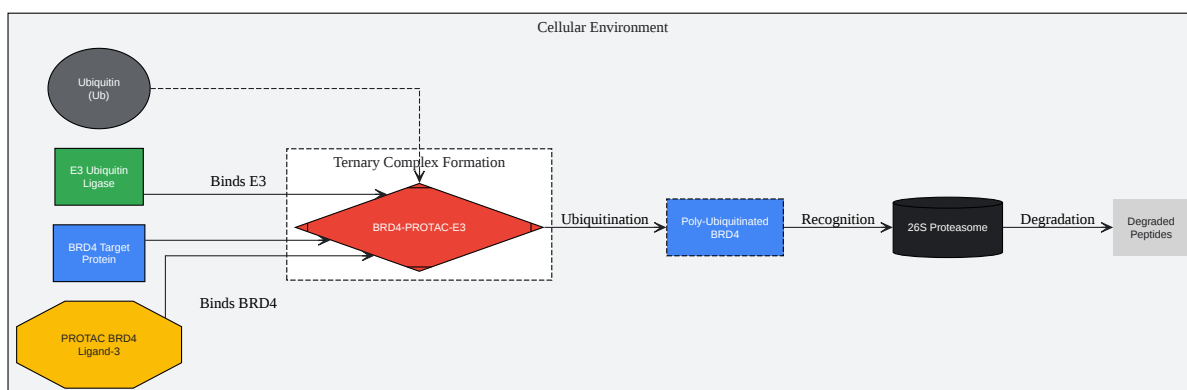 Cellular Environment
Ubiquitin
(Ub)
E3 Ubiquitin
Ligase
Binds E3
BRD4 Target
Protein
Binds BRD4
PROTAC BRD4
Ligand-3
Ternary Complex Formation
BRD4-PROTAC-E3
Ubiquitination
Poly-Ubiquitinated
BRD4
Recognition
26S Proteasome
Degradation
Degraded
Peptides